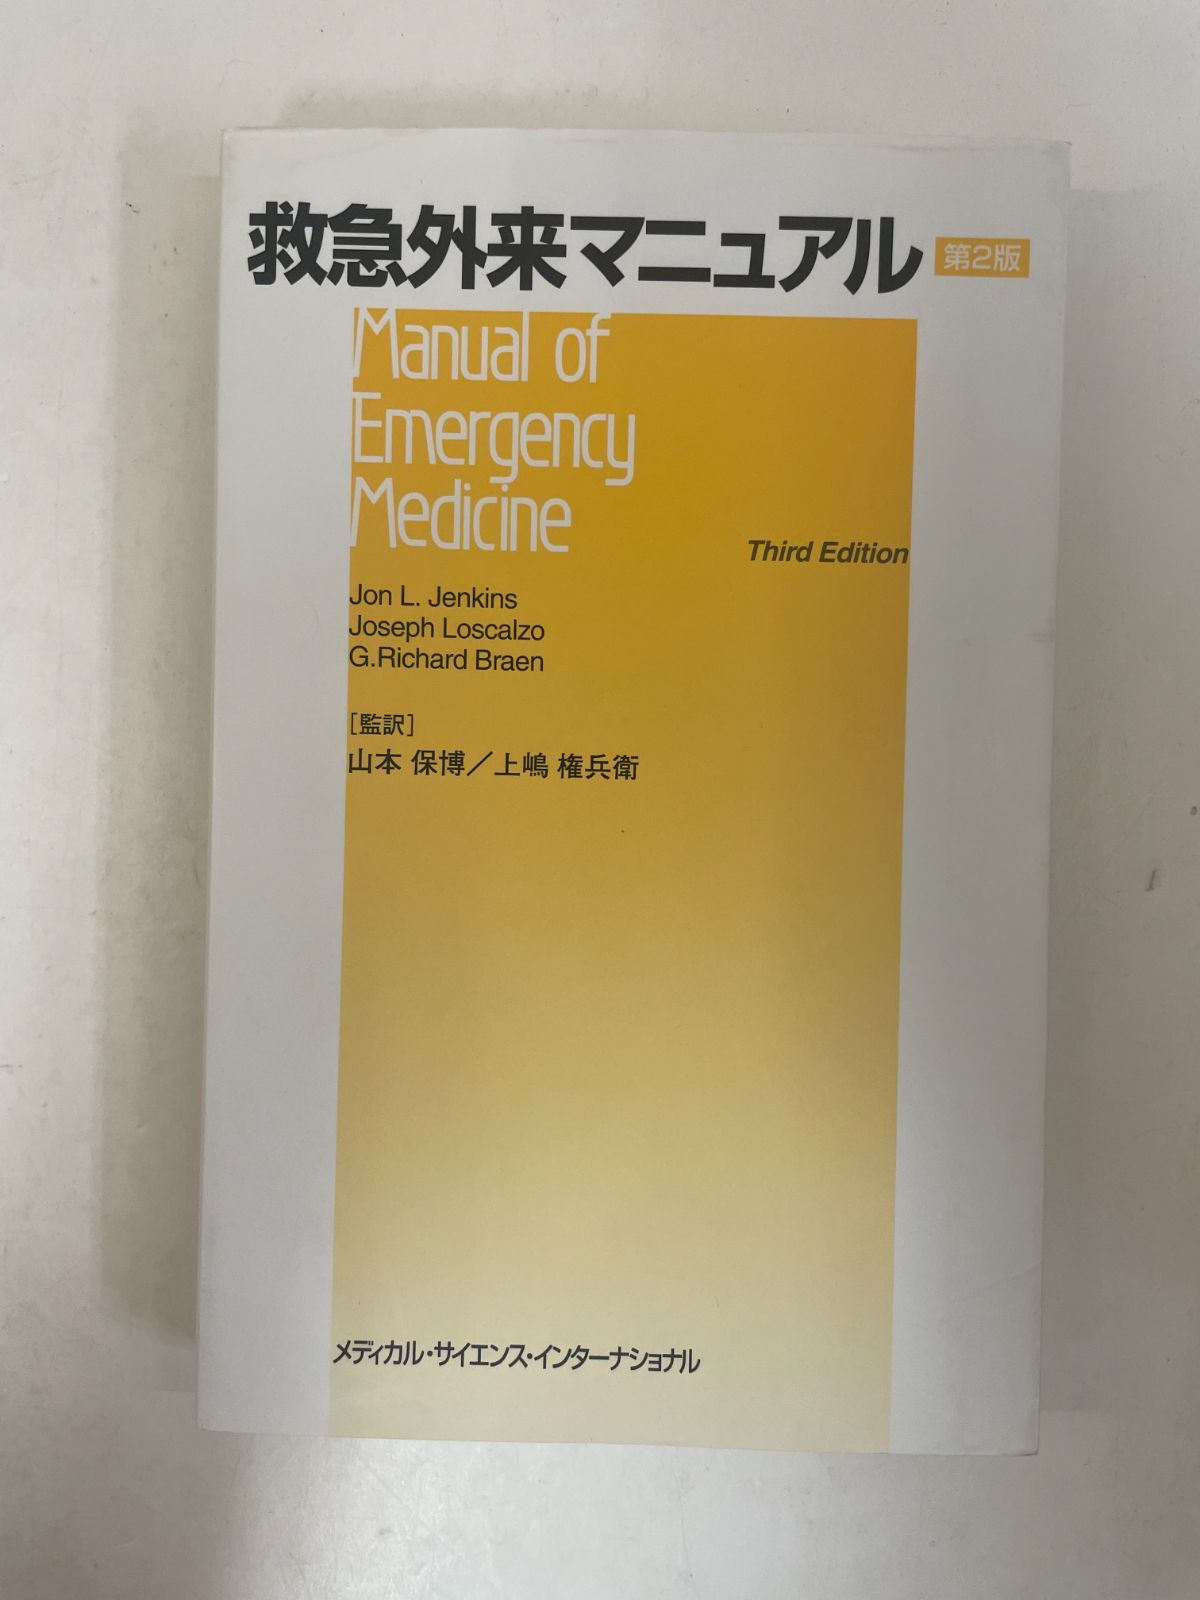 救急外来マニュアル 第2版
Manual of
Emergency
Medicine
Third Edition
Jon L. Jenkins
Joseph Loscalzo
G.Richard Braen
[監訳]
山本 保博／上嶋 権兵衛
メディカル・サイエンス・インターナショナル